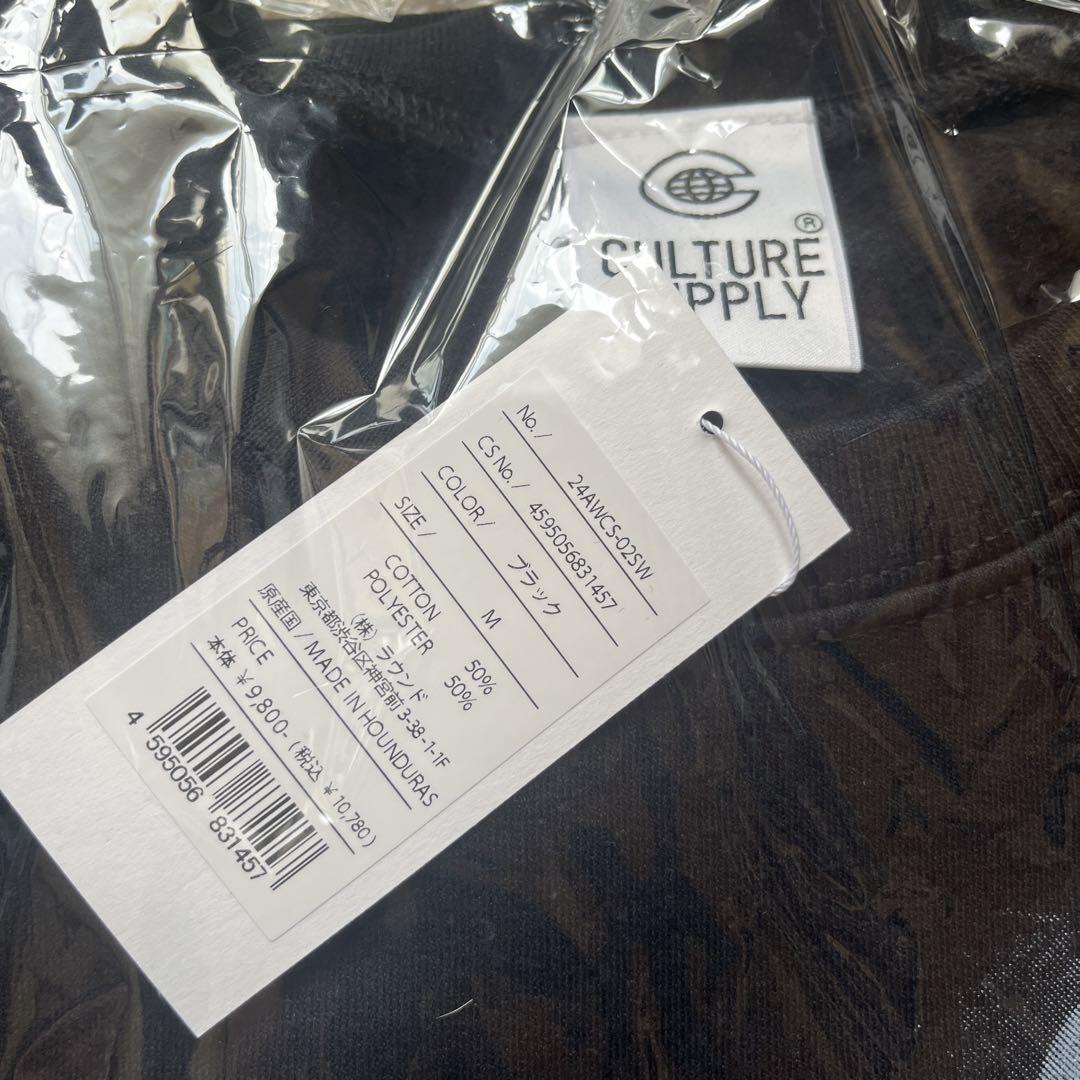 CULTURE
SUPPLY
®
No./ 24AWCS-02SW
CS No./ 4595056831457
COLOR/ ブラック
SIZE/ M
COTTON 50%
POLYESTER 50%
(株) ラウンド
東京都渋谷区神宮前 3-38-1-1F
原産国 / MADE IN HOUNDURAS
PRICE
本体 ¥ 9,800- (税込 ¥ 10,780)
4 595056 831457